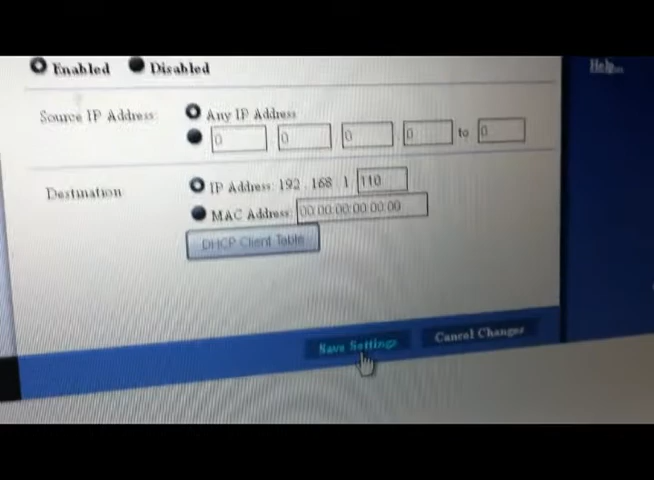 Enabled Disabled Help...
Source IP Address: Any IP Address
0 0 0 0 to 0
Destination IP Address: 192 . 168 . 1 . 110
MAC Address: 00:00:00:00:00:00
DHCP Client Table
Save Settings Cancel Changes